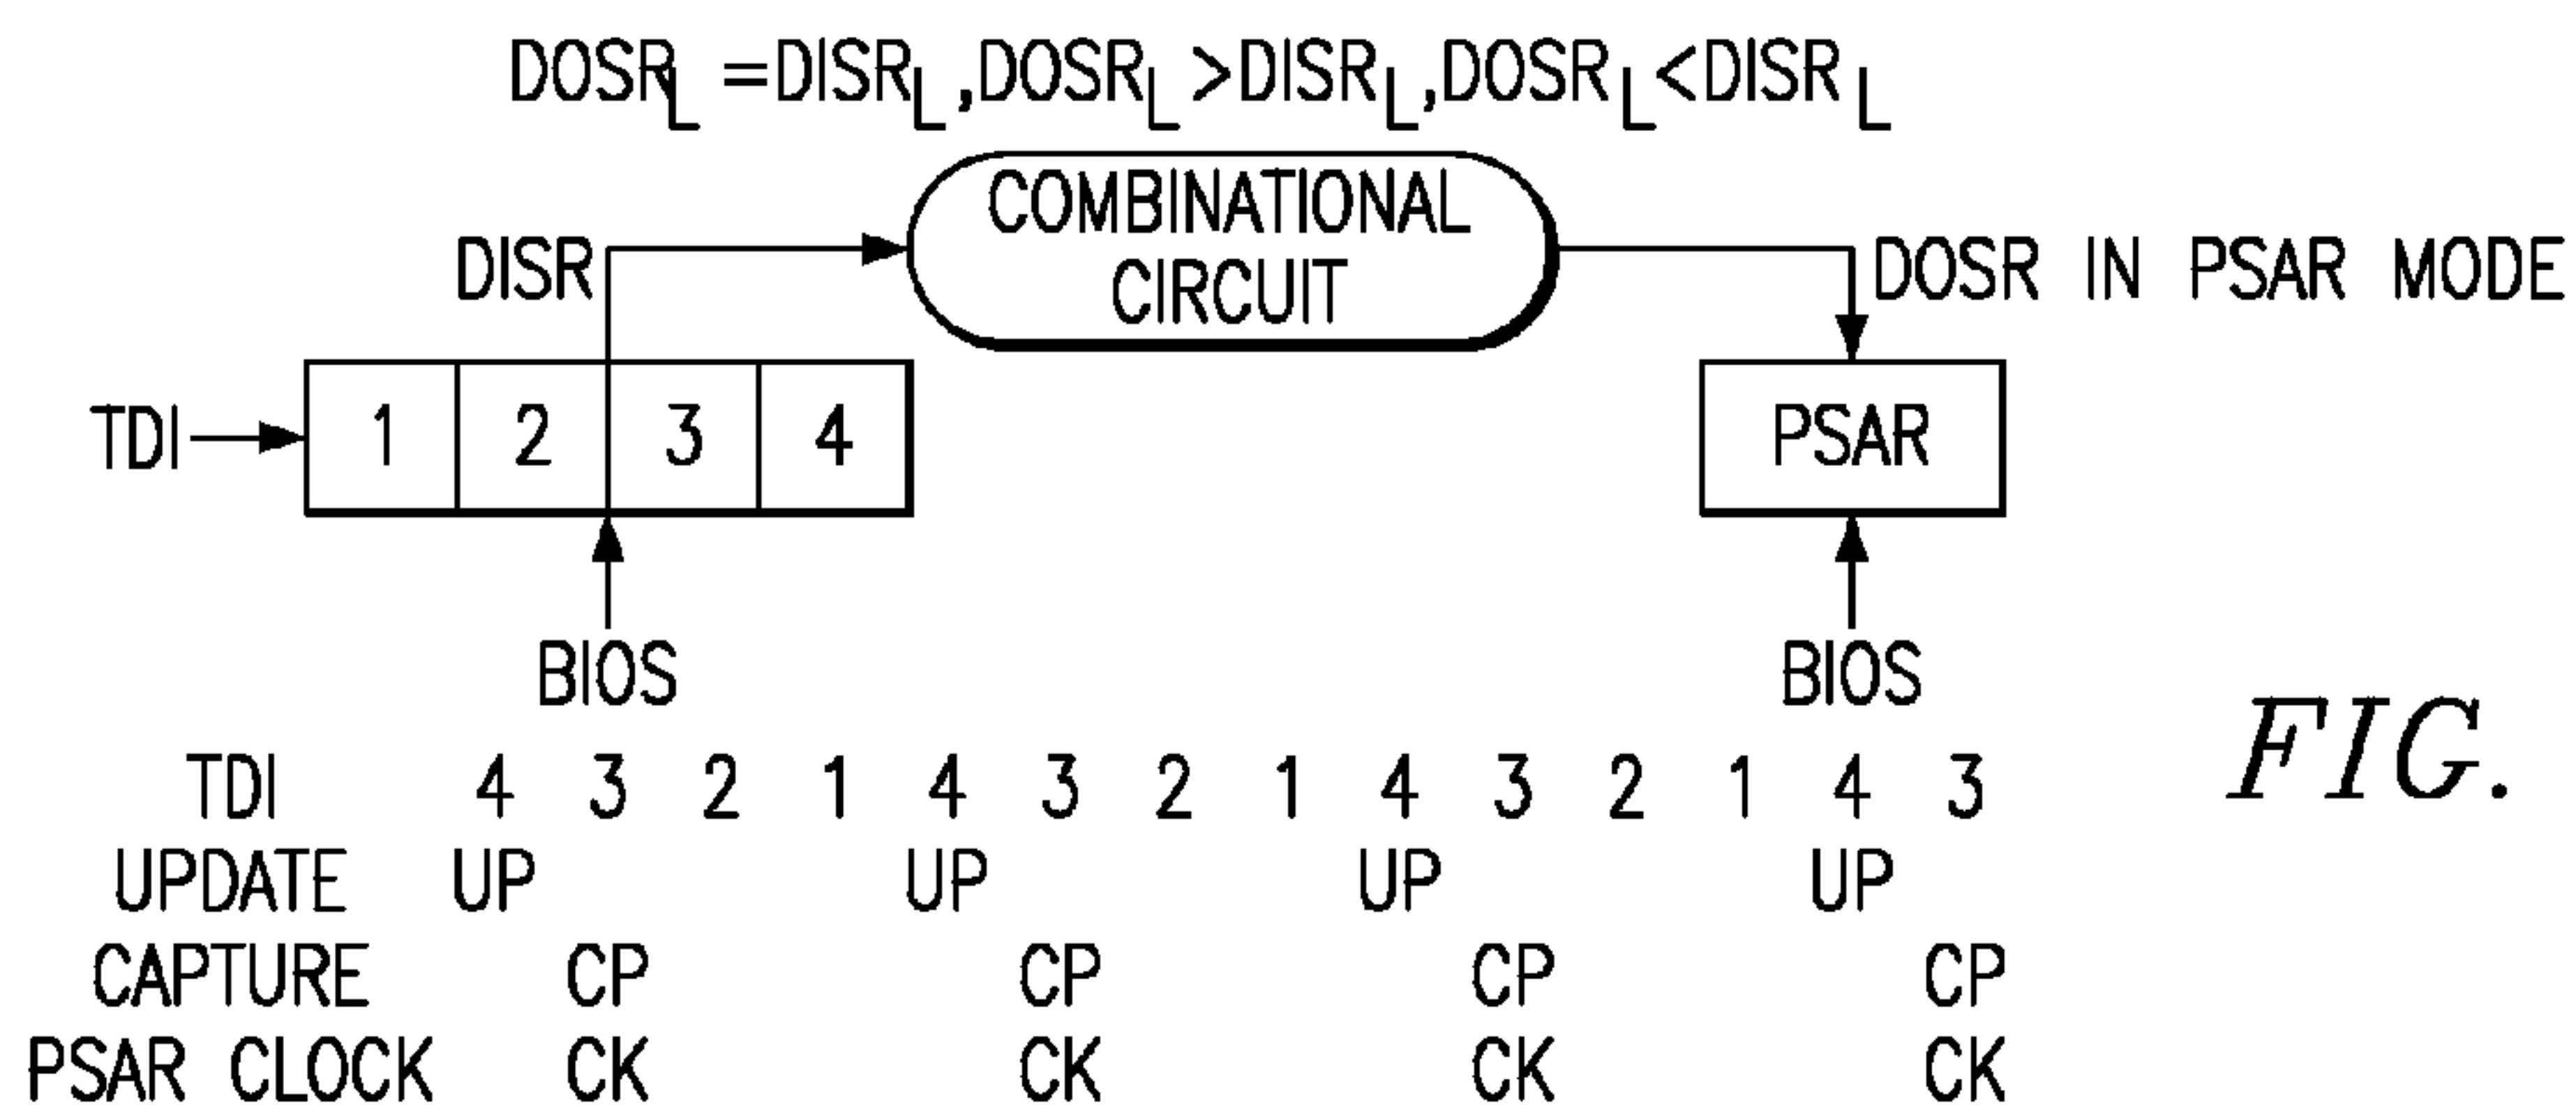 DOSRL =DISRL,DOSRL >DISRL,DOSRL<DISRL
COMBINATIONAL
CIRCUIT
DISR
DOSR IN PSAR MODE
TDI 1 2 3 4 PSAR
BIOS BIOS
FIG.
TDI 4 3 2 1 4 3 2 1 4 3 2 1 4 3
UPDATE UP UP UP UP
CAPTURE CP CP CP CP
PSAR CLOCK CK CK CK CK